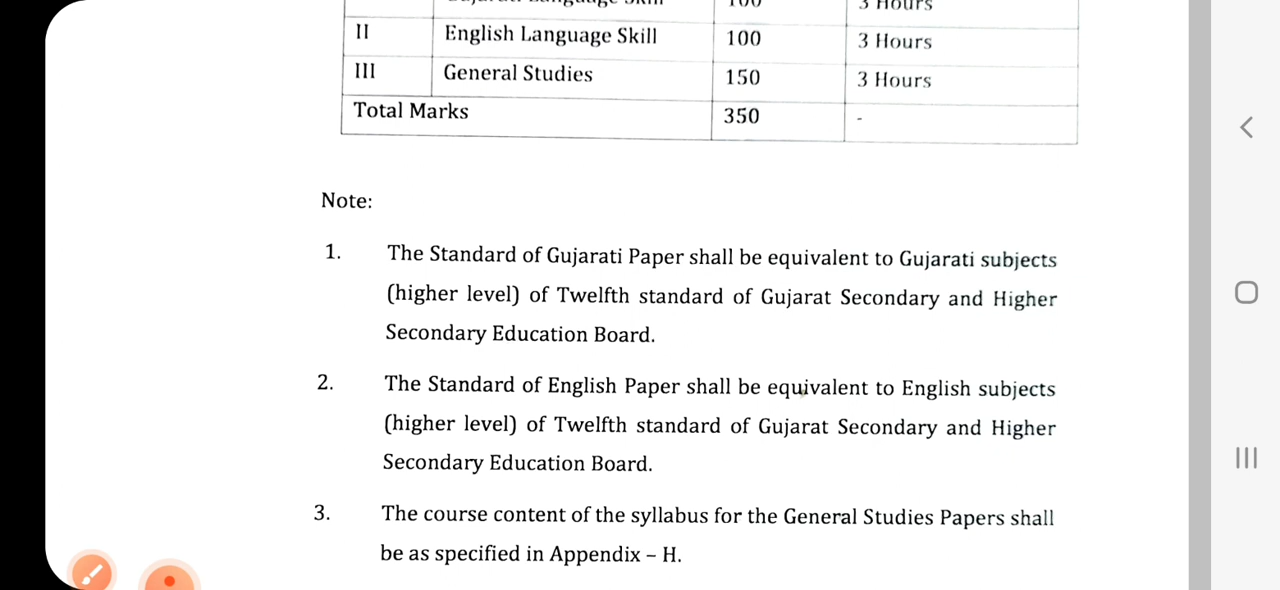 3 Hours
II English Language Skill 100 3 Hours
III General Studies 150 3 Hours
Total Marks 350 -
Note:
1. The Standard of Gujarati Paper shall be equivalent to Gujarati subjects
(higher level) of Twelfth standard of Gujarat Secondary and Higher
Secondary Education Board.
2. The Standard of English Paper shall be equivalent to English subjects
(higher level) of Twelfth standard of Gujarat Secondary and Higher
Secondary Education Board.
3. The course content of the syllabus for the General Studies Papers shall
be as specified in Appendix – H.